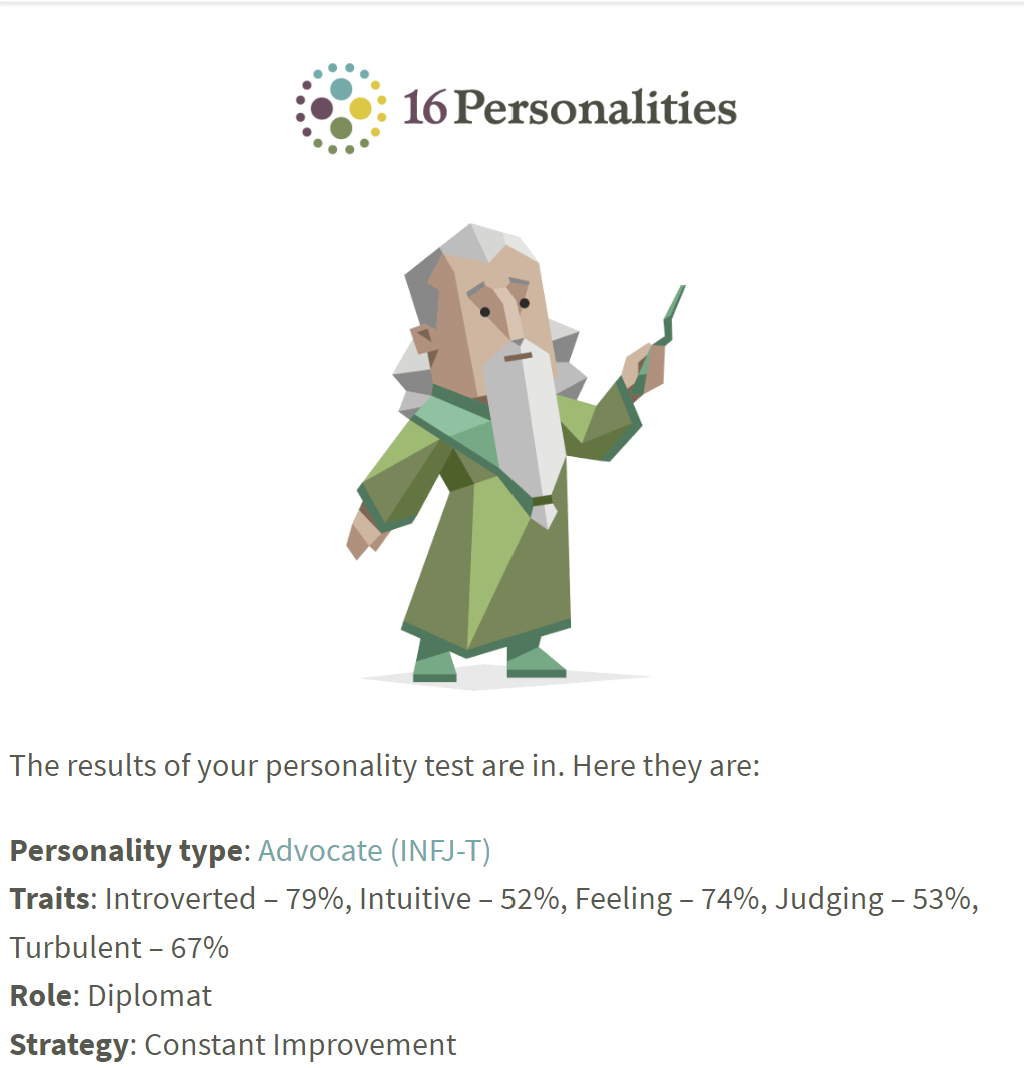 16Personalities
The results of your personality test are in. Here they are:
Personality type: Advocate (INFJ-T)
Traits: Introverted – 79%, Intuitive – 52%, Feeling – 74%, Judging – 53%,
Turbulent – 67%
Role: Diplomat
Strategy: Constant Improvement